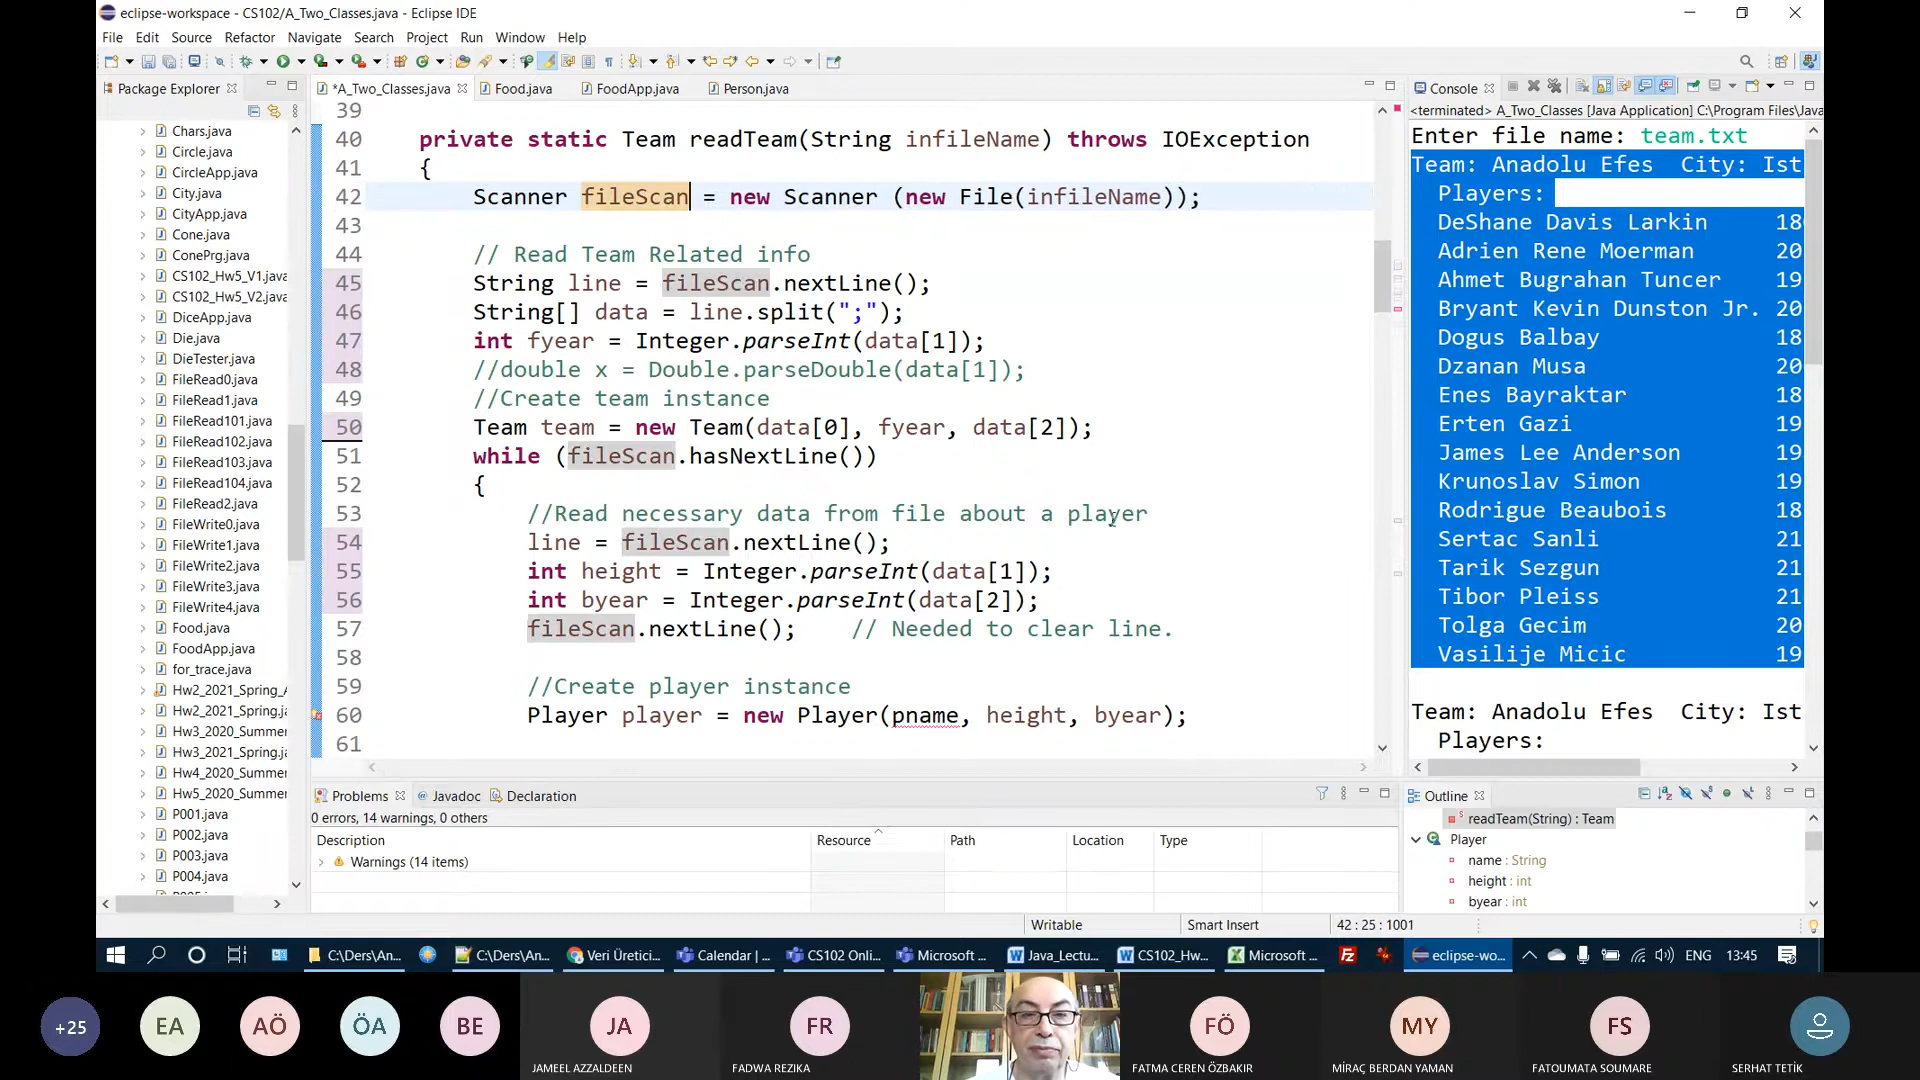 eclipse-workspace - CS102/A_Two_Classes.java - Eclipse IDE
File Edit Source Refactor Navigate Search Project Run Window Help
Package Explorer
*A_Two_Classes.java
Food.java
FoodApp.java
Person.java
Chars.java
Circle.java
CircleApp.java
City.java
CityApp.java
Cone.java
ConePrg.java
CS102_Hw5_V1.java
CS102_Hw5_V2.java
DiceApp.java
Die.java
DieTester.java
FileRead0.java
FileRead1.java
FileRead101.java
FileRead102.java
FileRead103.java
FileRead104.java
FileRead2.java
FileWrite0.java
FileWrite1.java
FileWrite2.java
FileWrite3.java
FileWrite4.java
Food.java
FoodApp.java
for_trace.java
Hw2_2021_Spring_A
Hw2_2021_Spring.ja
Hw3_2020_Summer
Hw3_2021_Spring.ja
Hw4_2020_Summer
Hw5_2020_Summer
P001.java
P002.java
P003.java
P004.java
39
40 private static Team readTeam(String infileName) throws IOException
41 {
42 Scanner fileScan = new Scanner (new File(infileName));
43
44 // Read Team Related info
45 String line = fileScan.nextLine();
46 String[] data = line.split(";");
47 int fyear = Integer.parseInt(data[1]);
48 //double x = Double.parseDouble(data[1]);
49 //Create team instance
50 Team team = new Team(data[0], fyear, data[2]);
51 while (fileScan.hasNextLine())
52 {
53 //Read necessary data from file about a player
54 line = fileScan.nextLine();
55 int height = Integer.parseInt(data[1]);
56 int byear = Integer.parseInt(data[2]);
57 fileScan.nextLine(); // Needed to clear line.
58
59 //Create player instance
60 Player player = new Player(pname, height, byear);
61
Console
<terminated> A_Two_Classes [Java Application] C:\Program Files\Java
Enter file name: team.txt
Team: Anadolu Efes City: Ist
Players:
DeShane Davis Larkin 18
Adrien Rene Moerman 20
Ahmet Bugrahan Tuncer 19
Bryant Kevin Dunston Jr. 20
Dogus Balbay 18
Dzanan Musa 20
Enes Bayraktar 18
Erten Gazi 19
James Lee Anderson 19
Krunoslav Simon 19
Rodrigue Beaubois 18
Sertac Sanli 21
Tarik Sezgun 21
Tibor Pleiss 21
Tolga Gecim 20
Vasilije Micic 19
Team: Anadolu Efes City: Ist
Players:
Problems Javadoc Declaration
0 errors, 14 warnings, 0 others
Description Resource Path Location Type
Warnings (14 items)
Outline
readTeam(String) : Team
Player
name : String
height : int
byear : int
Writable Smart Insert 42 : 25 : 1001
C:\Ders\An... C:\Ders\An... Veri Üretici... Calendar |... CS102 Onli... Microsoft ... Java_Lectu... CS102_Hw... Microsoft ... eclipse-wo... ENG 13:45
+25 EA AÖ ÖA BE JA FR FÖ MY FS
JAMEEL AZZALDEEN FADWA REZIKA FATMA CEREN ÖZBAKIR MİRAÇ BERDAN YAMAN FATOUMATA SOUMARE SERHAT TETİK